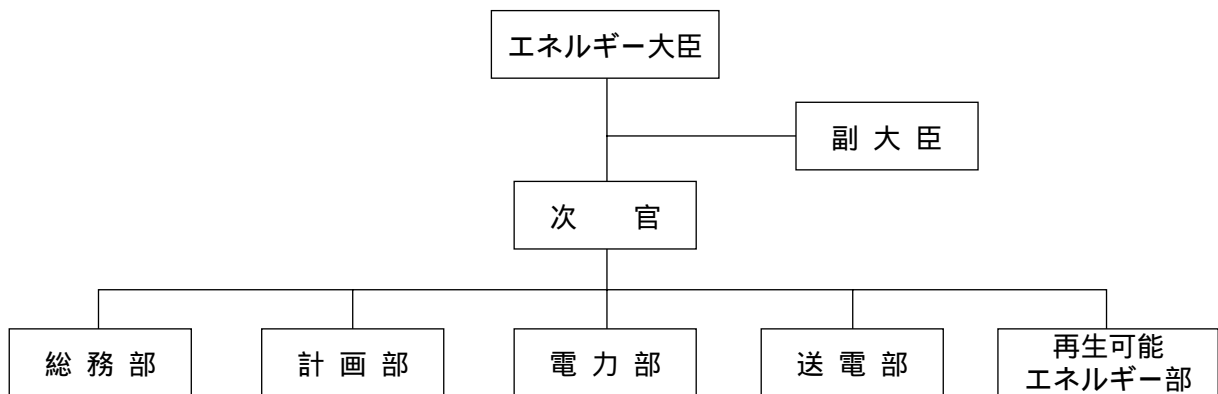 エネルギー大臣
副 大 臣
次 官
総 務 部
計 画 部
電 力 部
送 電 部
再生可能
エネルギー部